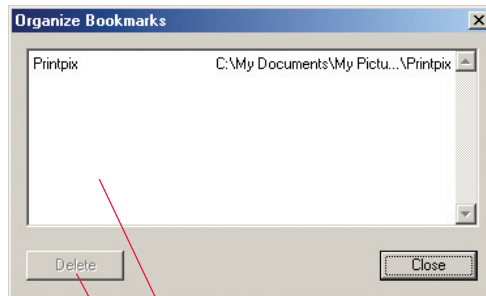 Organize Bookmarks
Printpix C:\My Documents\My Pictu...\Printpix
Delete Close